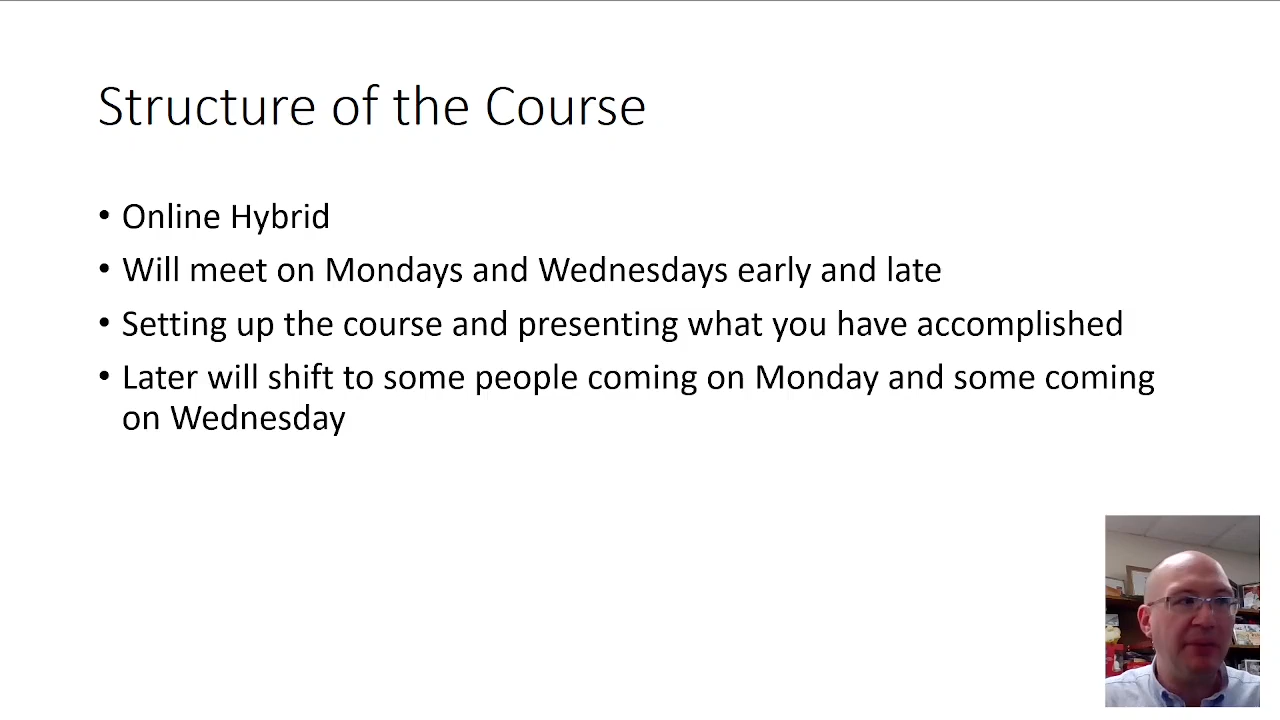 Structure of the Course
• Online Hybrid
• Will meet on Mondays and Wednesdays early and late
• Setting up the course and presenting what you have accomplished
• Later will shift to some people coming on Monday and some coming
on Wednesday